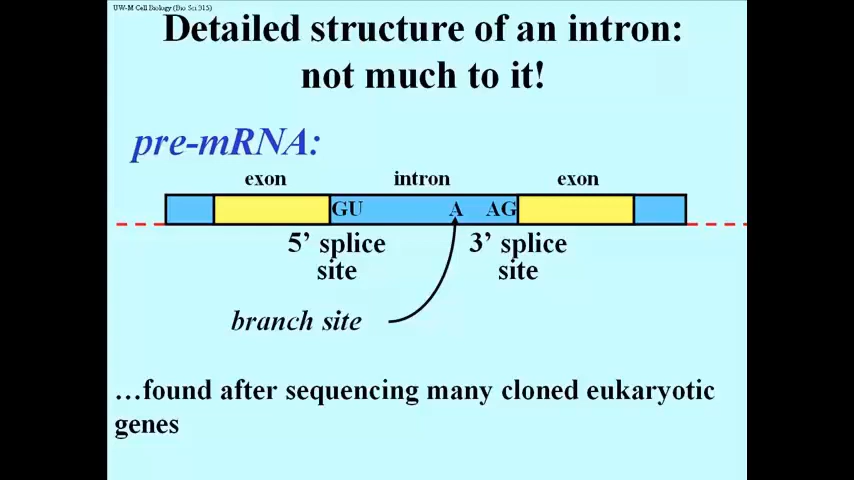 UW-M Cell Biology (Bio Sci 315)
Detailed structure of an intron:
not much to it!
pre-mRNA:
exon intron exon
GU A AG
5’ splice site
3’ splice site
branch site
…found after sequencing many cloned eukaryotic
genes